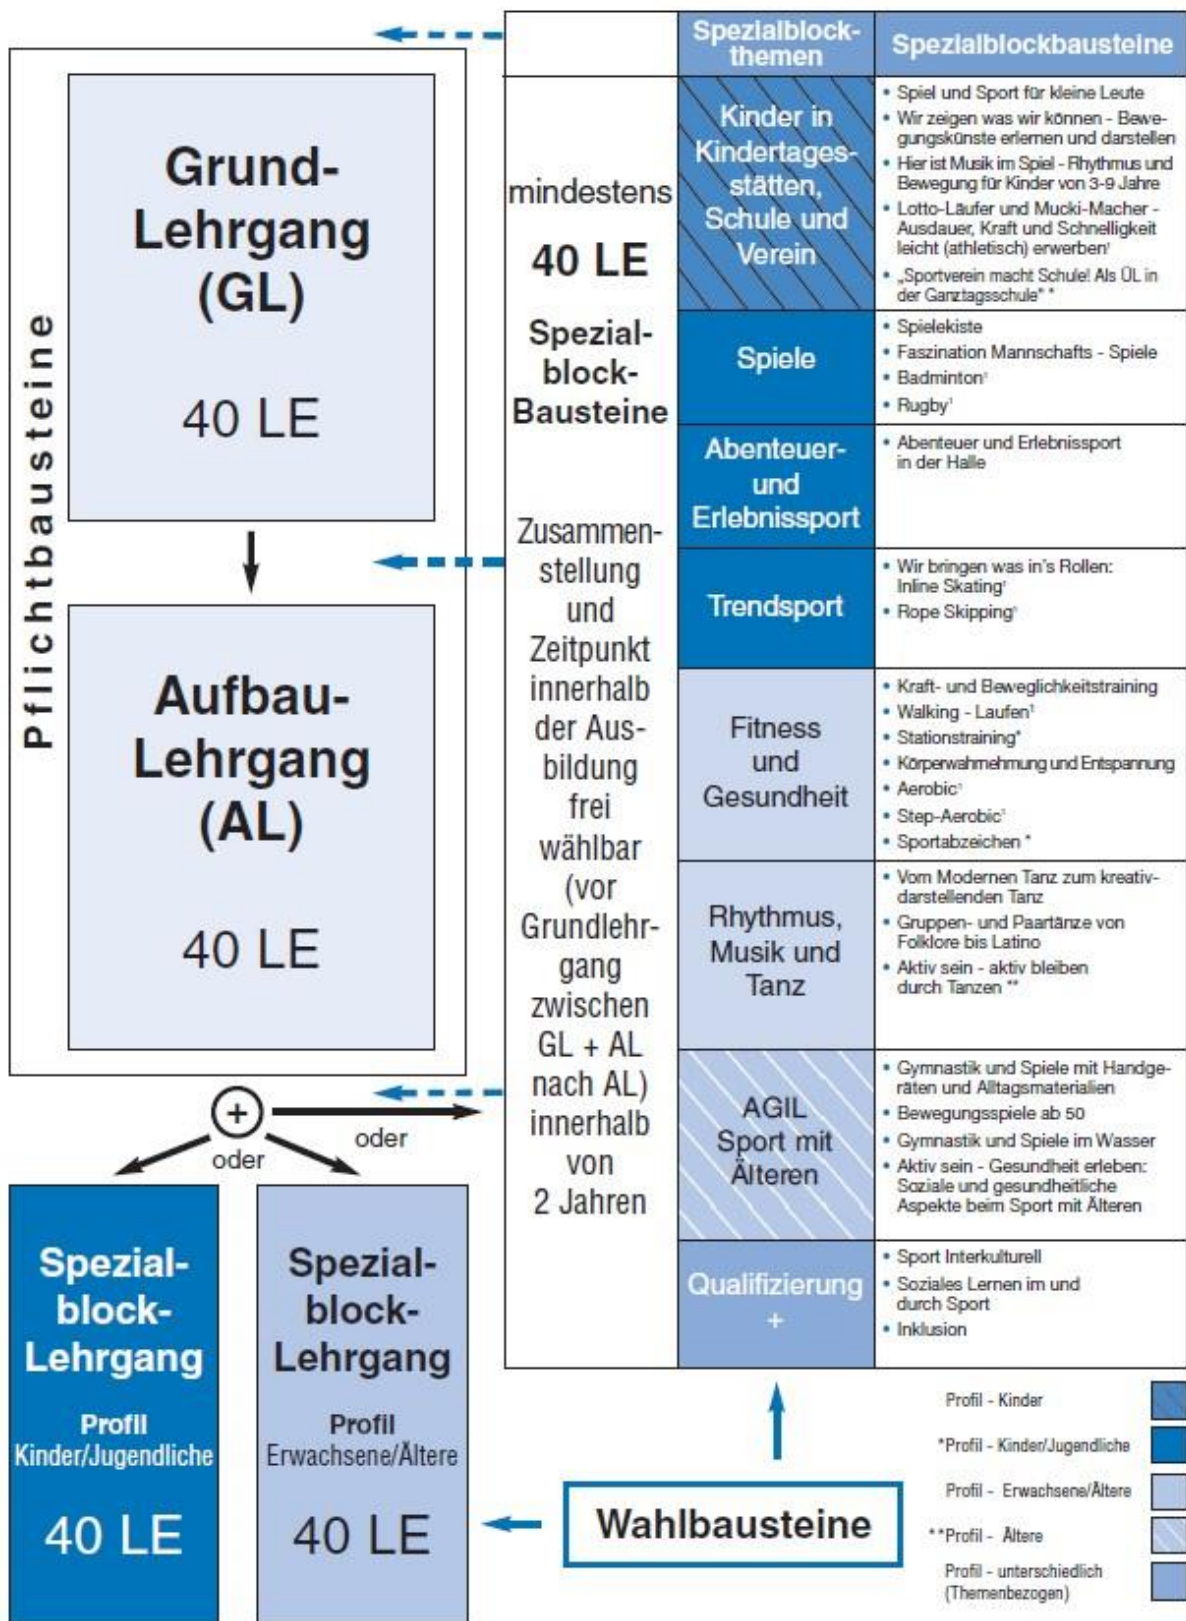 Pflichtbausteine
Grund-
Lehrgang
(GL)
40 LE
Aufbau-
Lehrgang
(AL)
40 LE
+
oder
oder
Spezial-
block-
Lehrgang
Profil
Kinder/Jugendliche
40 LE
Spezial-
block-
Lehrgang
Profil
Erwachsene/Ältere
40 LE
mindestens
40 LE
Spezial-
block-
Bausteine
Zusammen-
stellung
und
Zeitpunkt
innerhalb
der Aus-
bildung
frei
wählbar
(vor
Grundlehr-
gang
zwischen
GL + AL
nach AL)
innerhalb
von
2 Jahren
Spezialblock-
themen
Spezialblockbausteine
Kinder in
Kindertages-
stätten,
Schule und
Verein
• Spiel und Sport für kleine Leute
• Wir zeigen was wir können - Bewe-
gungskünste erlernen und darstellen
• Hier ist Musik im Spiel - Rhythmus und
Bewegung für Kinder von 3-9 Jahre
• Lotto-Läufer und Mucki-Macher -
Ausdauer, Kraft und Schnelligkeit
leicht (athletisch) erwerben¹
• „Sportverein macht Schule! Als ÜL in
der Ganztagsschule" *
Spiele
• Spielekiste
• Faszination Mannschafts - Spiele
• Badminton¹
• Rugby¹
Abenteuer-
und
Erlebnissport
• Abenteuer und Erlebnissport
in der Halle
Trendsport
• Wir bringen was in's Rollen:
Inline Skating¹
• Rope Skipping¹
Fitness
und
Gesundheit
• Kraft- und Beweglichkeitstraining
• Walking - Laufen¹
• Stationstraining*
• Körperwahrnehmung und Entspannung
• Aerobic¹
• Step-Aerobic¹
• Sportabzeichen *
Rhythmus,
Musik und
Tanz
• Vom Modernen Tanz zum kreativ-
darstellenden Tanz
• Gruppen- und Paartänze von
Folklore bis Latino
• Aktiv sein - aktiv bleiben
durch Tanzen **
AGIL
Sport mit
Älteren
• Gymnastik und Spiele mit Handge-
räten und Alltagsmaterialien
• Bewegungsspiele ab 50
• Gymnastik und Spiele im Wasser
• Aktiv sein - Gesundheit erleben:
Soziale und gesundheitliche
Aspekte beim Sport mit Älteren
Qualifizierung
+
• Sport Interkulturell
• Soziales Lernen im und
durch Sport
• Inklusion
Wahlbausteine
Profil - Kinder
*Profil - Kinder/Jugendliche
Profil - Erwachsene/Ältere
**Profil - Ältere
Profil - unterschiedlich
(Themenbezogen)